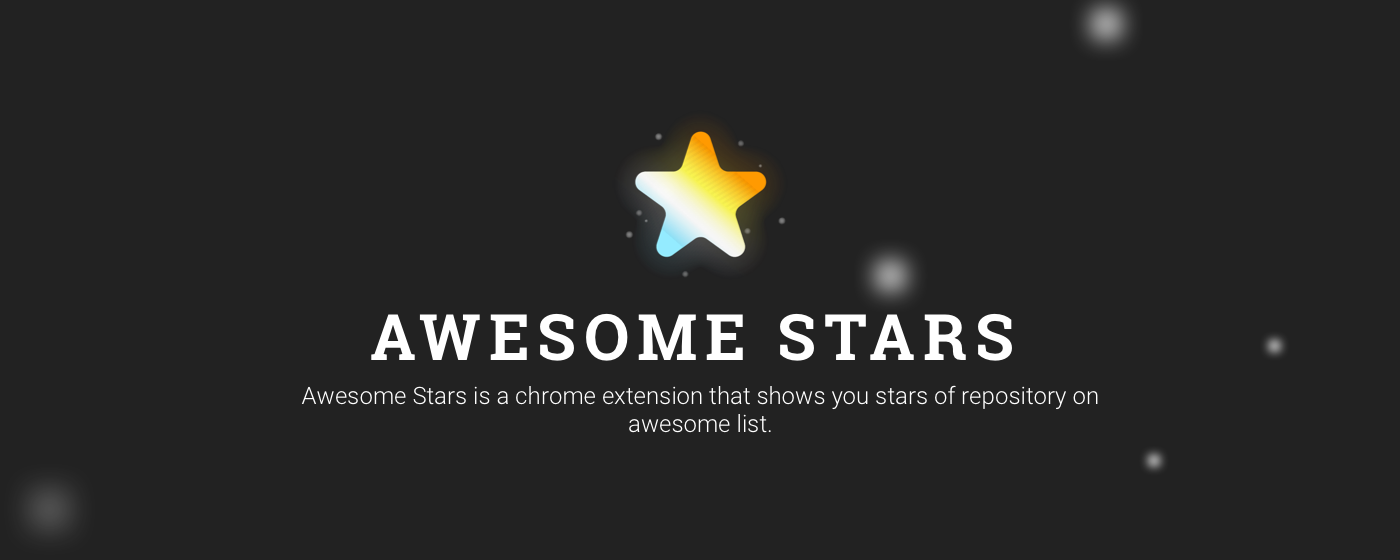 AWESOME STARS
Awesome Stars is a chrome extension that shows you stars of repository on
awesome list.